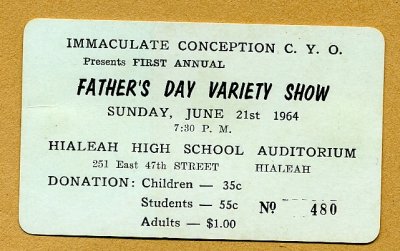 IMMACULATE CONCEPTION C. Y. O.
Presents FIRST ANNUAL
FATHER'S DAY VARIETY SHOW
SUNDAY, JUNE 21st 1964
7:30 P. M.
HIALEAH HIGH SCHOOL AUDITORIUM
251 East 47th STREET HIALEAH
DONATION: Children — 35c
Students — 55c Nº 480
Adults — $1.00